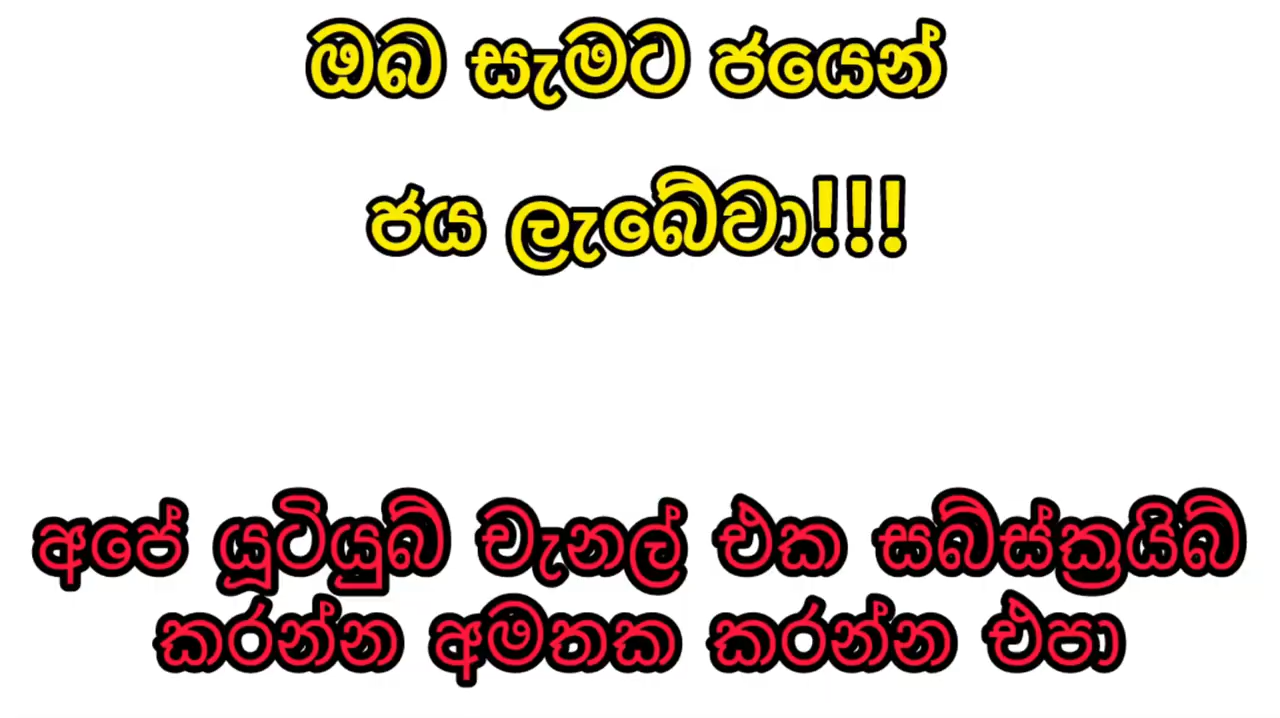 ඔබ සැමට ජයෙන්
ජය ලැබේවා!!!
අපේ යූටියුබ් චැනල් එක සබ්ස්ක්‍රයිබ්
කරන්න අමතක කරන්න එපා